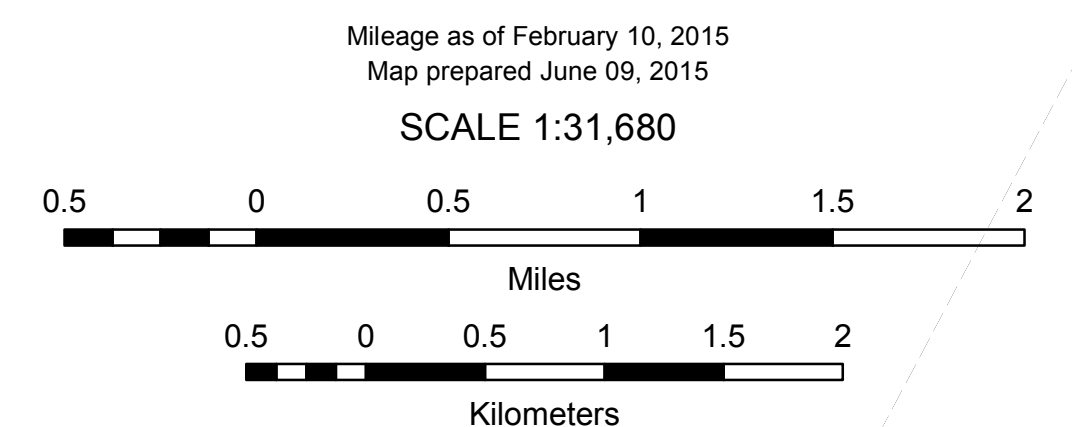 Mileage as of February 10, 2015
Map prepared June 09, 2015
SCALE 1:31,680
0.5 0 0.5 1 1.5 2
Miles
0.5 0 0.5 1 1.5 2
Kilometers